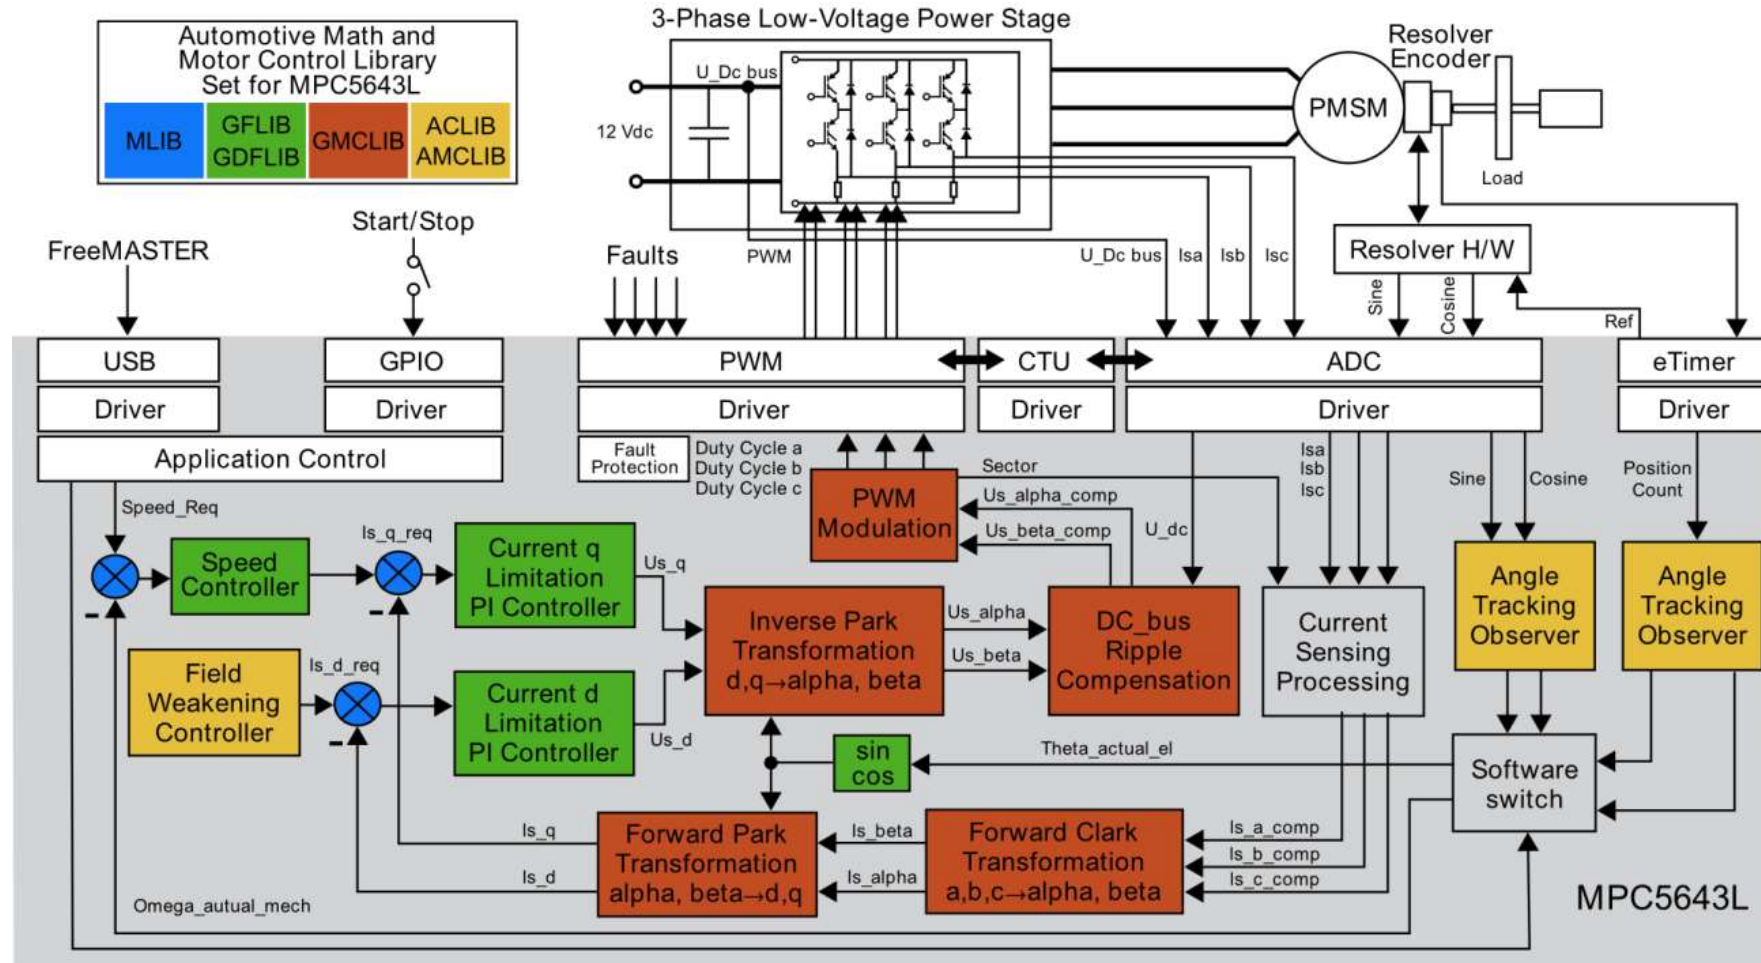 3-Phase Low-Voltage Power Stage
Automotive Math and
Motor Control Library
Set for MPC5643L
MLIB
GFLIB
GDFLIB
GMCLIB
ACLIB
AMCLIB
U_Dc bus
12 Vdc
PMSM
Resolver
Encoder
Load
FreeMASTER
Start/Stop
Faults
PWM
U_Dc bus
Isa
Isb
Isc
Resolver H/W
Sine
Cosine
Ref
USB
GPIO
PWM
CTU
ADC
eTimer
Driver
Driver
Driver
Driver
Driver
Driver
Application Control
Fault
Protection
Duty Cycle a
Duty Cycle b
Duty Cycle c
PWM
Modulation
Sector
Us_alpha_comp
Us_beta_comp
U_dc
Isa
Isb
Isc
Sine
Cosine
Position
Count
Speed_Req
Speed
Controller
Is_q_req
Current q
Limitation
PI Controller
Us_q
Inverse Park
Transformation
d,q→alpha, beta
Us_alpha
Us_beta
DC_bus
Ripple
Compensation
Current
Sensing
Processing
Angle
Tracking
Observer
Angle
Tracking
Observer
-
Field
Weakening
Controller
Is_d_req
-
Current d
Limitation
PI Controller
Us_d
-
sin
cos
Theta_actual_el
Software
switch
Is_q
Is_d
Forward Park
Transformation
alpha, beta→d,q
Is_beta
Is_alpha
Forward Clark
Transformation
a,b,c→alpha, beta
Is_a_comp
Is_b_comp
Is_c_comp
Omega_autual_mech
MPC5643L